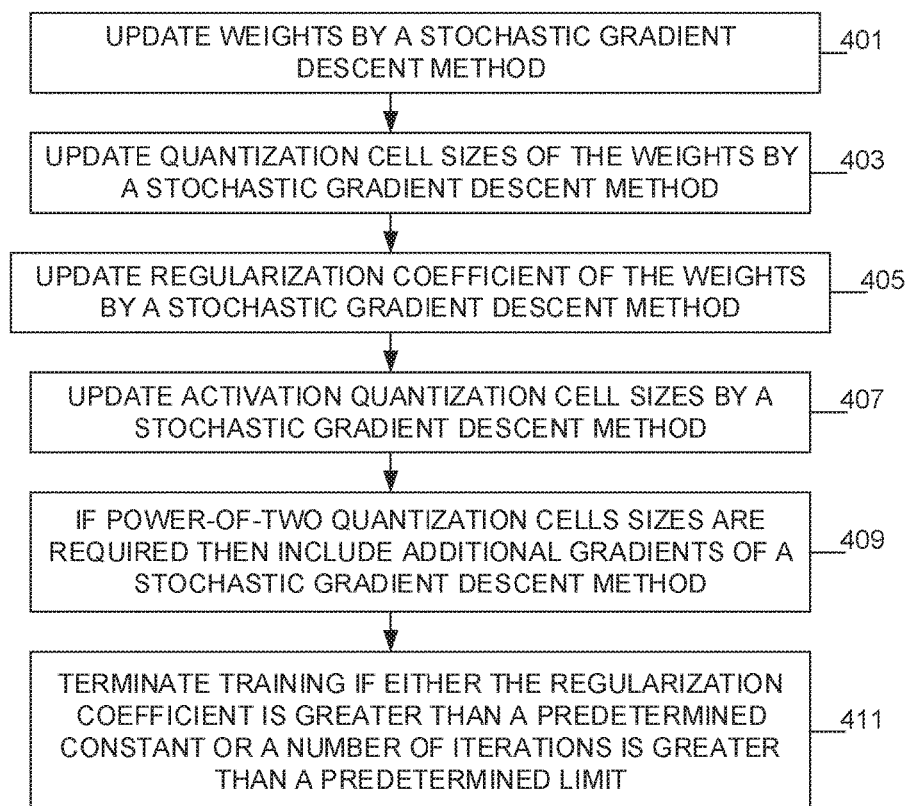 UPDATE WEIGHTS BY A STOCHASTIC GRADIENT
DESCENT METHOD
401
UPDATE QUANTIZATION CELL SIZES OF THE WEIGHTS BY
A STOCHASTIC GRADIENT DESCENT METHOD
403
UPDATE REGULARIZATION COEFFICIENT OF THE WEIGHTS
BY A STOCHASTIC GRADIENT DESCENT METHOD
405
UPDATE ACTIVATION QUANTIZATION CELL SIZES BY A
STOCHASTIC GRADIENT DESCENT METHOD
407
IF POWER-OF-TWO QUANTIZATION CELLS SIZES ARE
REQUIRED THEN INCLUDE ADDITIONAL GRADIENTS OF A
STOCHASTIC GRADIENT DESCENT METHOD
409
TERMINATE TRAINING IF EITHER THE REGULARIZATION
COEFFICIENT IS GREATER THAN A PREDETERMINED
CONSTANT OR A NUMBER OF ITERATIONS IS GREATER
THAN A PREDETERMINED LIMIT
411